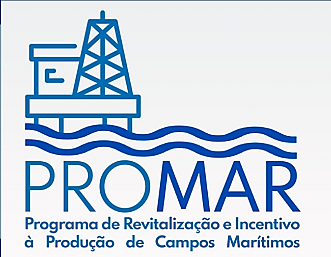 PROMAR
Programa de Revitalização e Incentivo
à Produção de Campos Marítimos